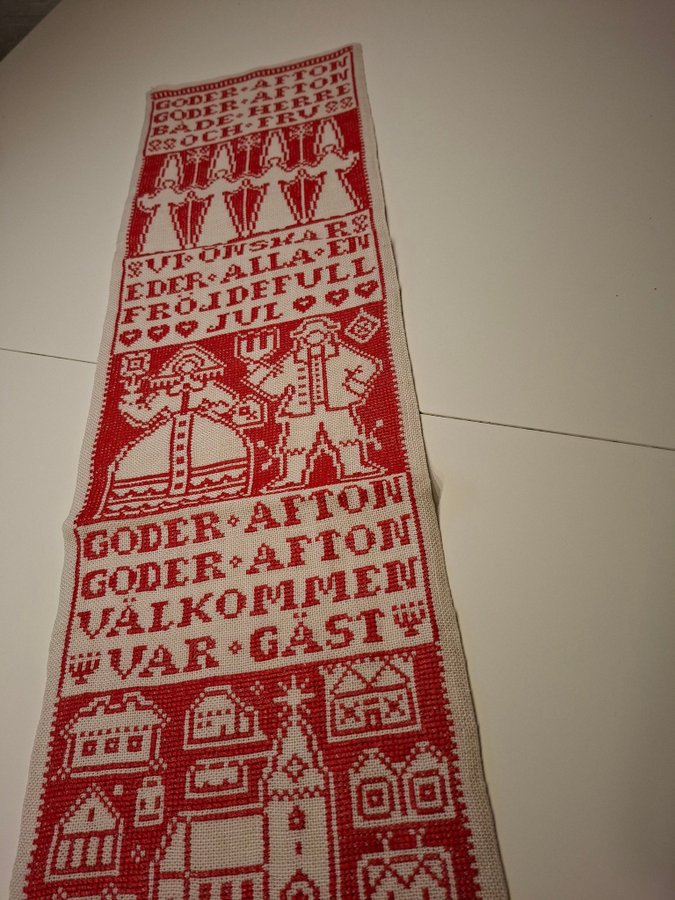 GODER · AFTON
GODER · AFTON
BÅDE · HERRE
OCH · FRU
VI · ÖNSKAR
EDER · ALLA · EN
FRÖJDEFULL
JUL
GODER · AFTON
GODER · AFTON
VÄLKOMMEN
VAR · GÄST